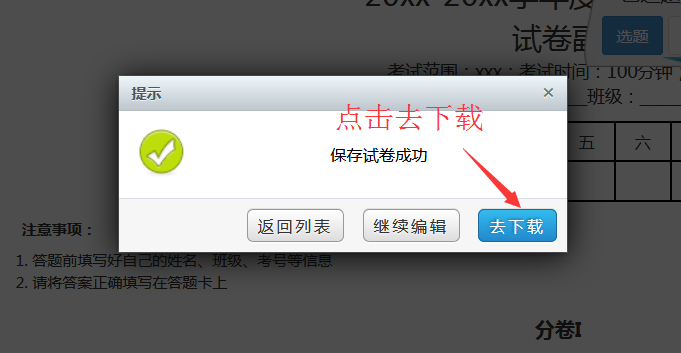 试卷
选题
考试范围：xxx；考试时间：100分钟
班级：
提示
点击去下载
五 六
保存试卷成功
返回列表 继续编辑 去下载
注意事项：
1. 答题前填写好自己的姓名、班级、考号等信息
2. 请将答案正确填写在答题卡上
分卷I